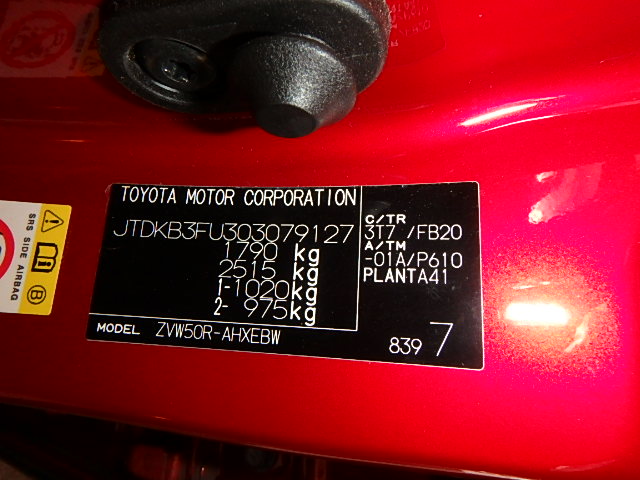 TOYOTA MOTOR CORPORATION
JTDKB3FU303079127
1790 kg
2515 kg
1-1020kg
2- 975kg
C/TR
3T7 /FB20
A/TM
-01A/P610
PLANTA41
MODEL ZVW50R-AHXEBW
839 7
SRS SIDE AIRBAG
B